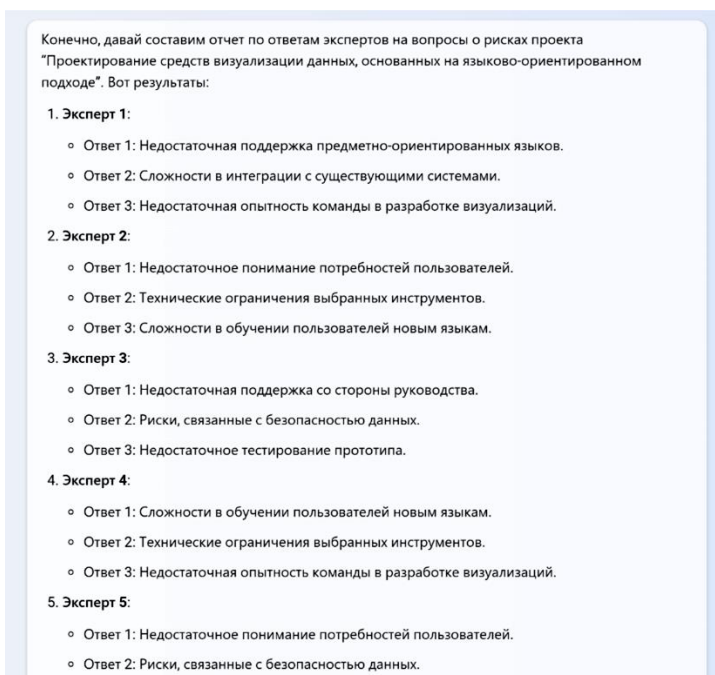 Конечно, давай составим отчет по ответам экспертов на вопросы о рисках проекта
“Проектирование средств визуализации данных, основанных на языково-ориентированном
подходе”. Вот результаты:
1. Эксперт 1:
◦ Ответ 1: Недостаточная поддержка предметно-ориентированных языков.
◦ Ответ 2: Сложности в интеграции с существующими системами.
◦ Ответ 3: Недостаточная опытность команды в разработке визуализаций.
2. Эксперт 2:
◦ Ответ 1: Недостаточное понимание потребностей пользователей.
◦ Ответ 2: Технические ограничения выбранных инструментов.
◦ Ответ 3: Сложности в обучении пользователей новым языкам.
3. Эксперт 3:
◦ Ответ 1: Недостаточная поддержка со стороны руководства.
◦ Ответ 2: Риски, связанные с безопасностью данных.
◦ Ответ 3: Недостаточное тестирование прототипа.
4. Эксперт 4:
◦ Ответ 1: Сложности в обучении пользователей новым языкам.
◦ Ответ 2: Технические ограничения выбранных инструментов.
◦ Ответ 3: Недостаточная опытность команды в разработке визуализаций.
5. Эксперт 5:
◦ Ответ 1: Недостаточное понимание потребностей пользователей.
◦ Ответ 2: Риски, связанные с безопасностью данных.